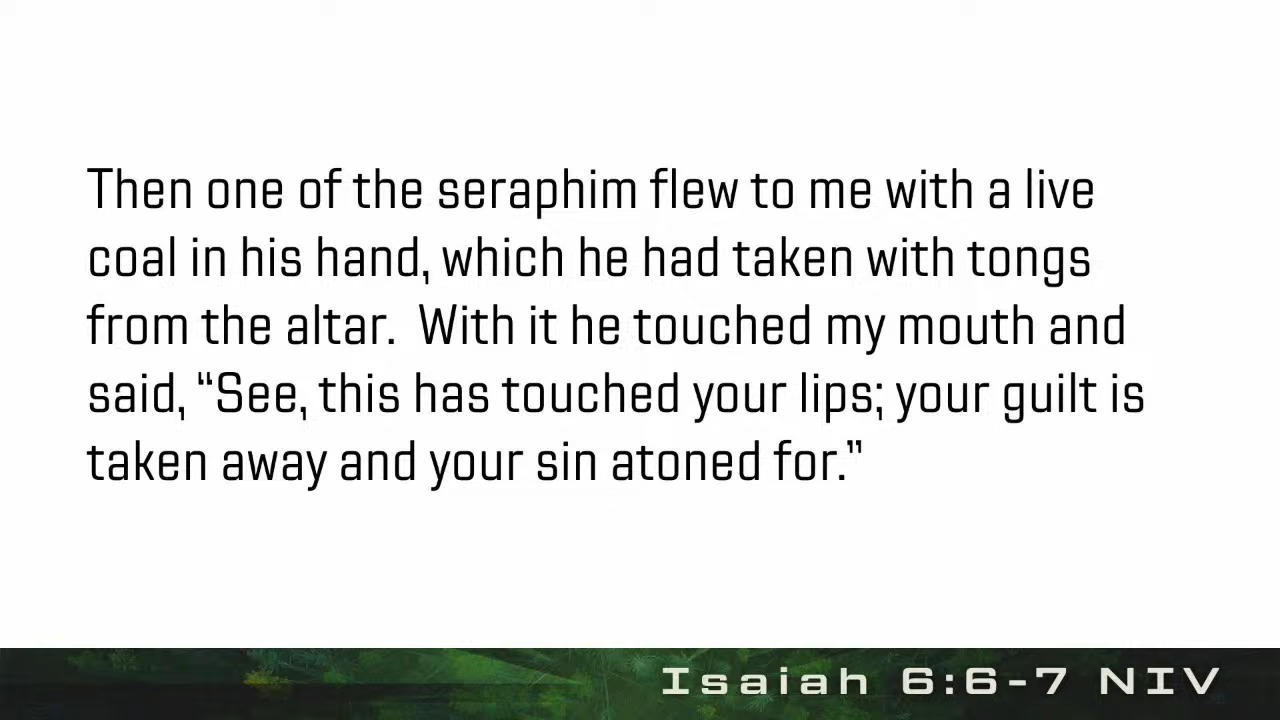 Then one of the seraphim flew to me with a live
coal in his hand, which he had taken with tongs
from the altar.  With it he touched my mouth and
said, “See, this has touched your lips; your guilt is
taken away and your sin atoned for.”
Isaiah 6:6-7 NIV